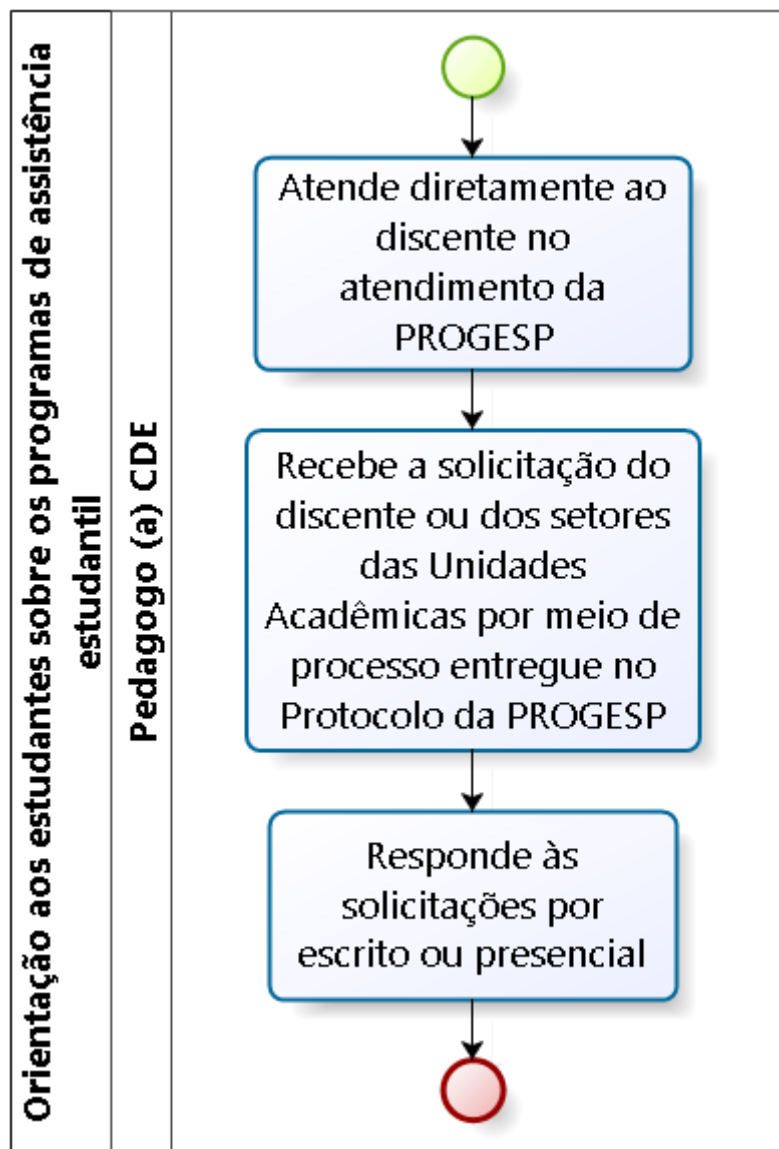 Orientação aos estudantes sobre os programas de assistência
estudantil
Pedagogo (a) CDE
Atende diretamente ao
discente no
atendimento da
PROGESP
Recebe a solicitação do
discente ou dos setores
das Unidades
Acadêmicas por meio de
processo entregue no
Protocolo da PROGESP
Responde às
solicitações por
escrito ou presencial